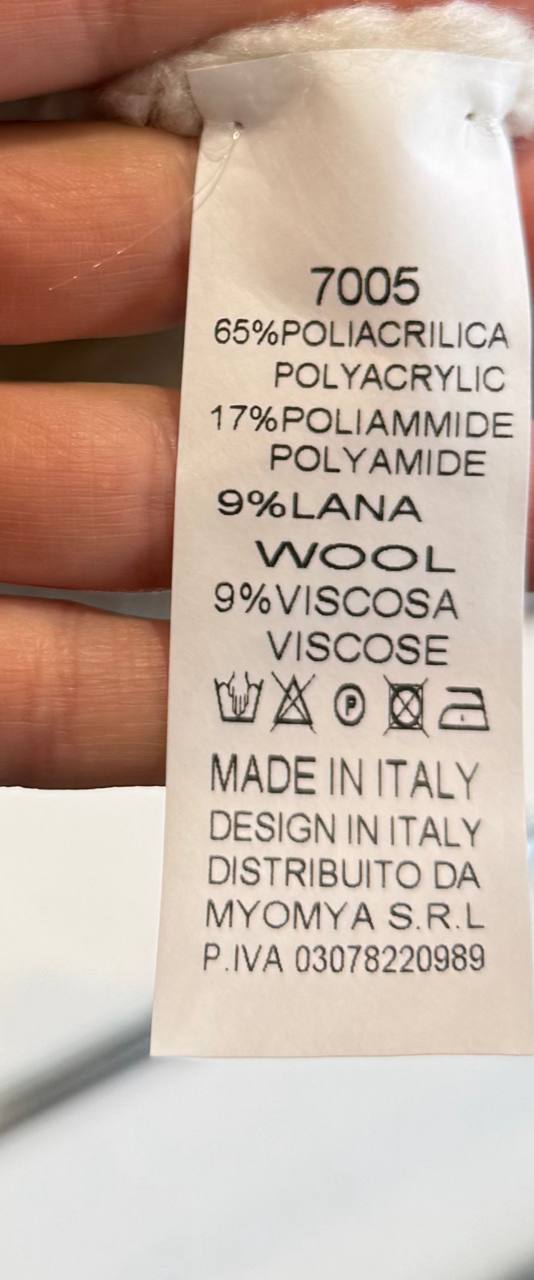 7005
65%POLIACRILICA
POLYACRYLIC
17%POLIAMMIDE
POLYAMIDE
9%LANA
WOOL
9%VISCOSA
VISCOSE
P
MADE IN ITALY
DESIGN IN ITALY
DISTRIBUITO DA
MYOMYA S.R.L
P.IVA 03078220989